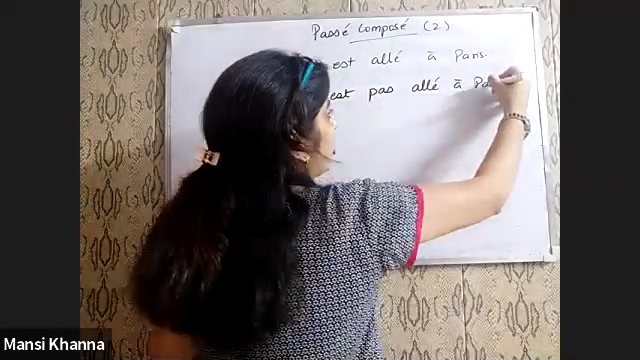 Passé Composé (2)
est allé à Paris.
est pas allé à Pa
Mansi Khanna